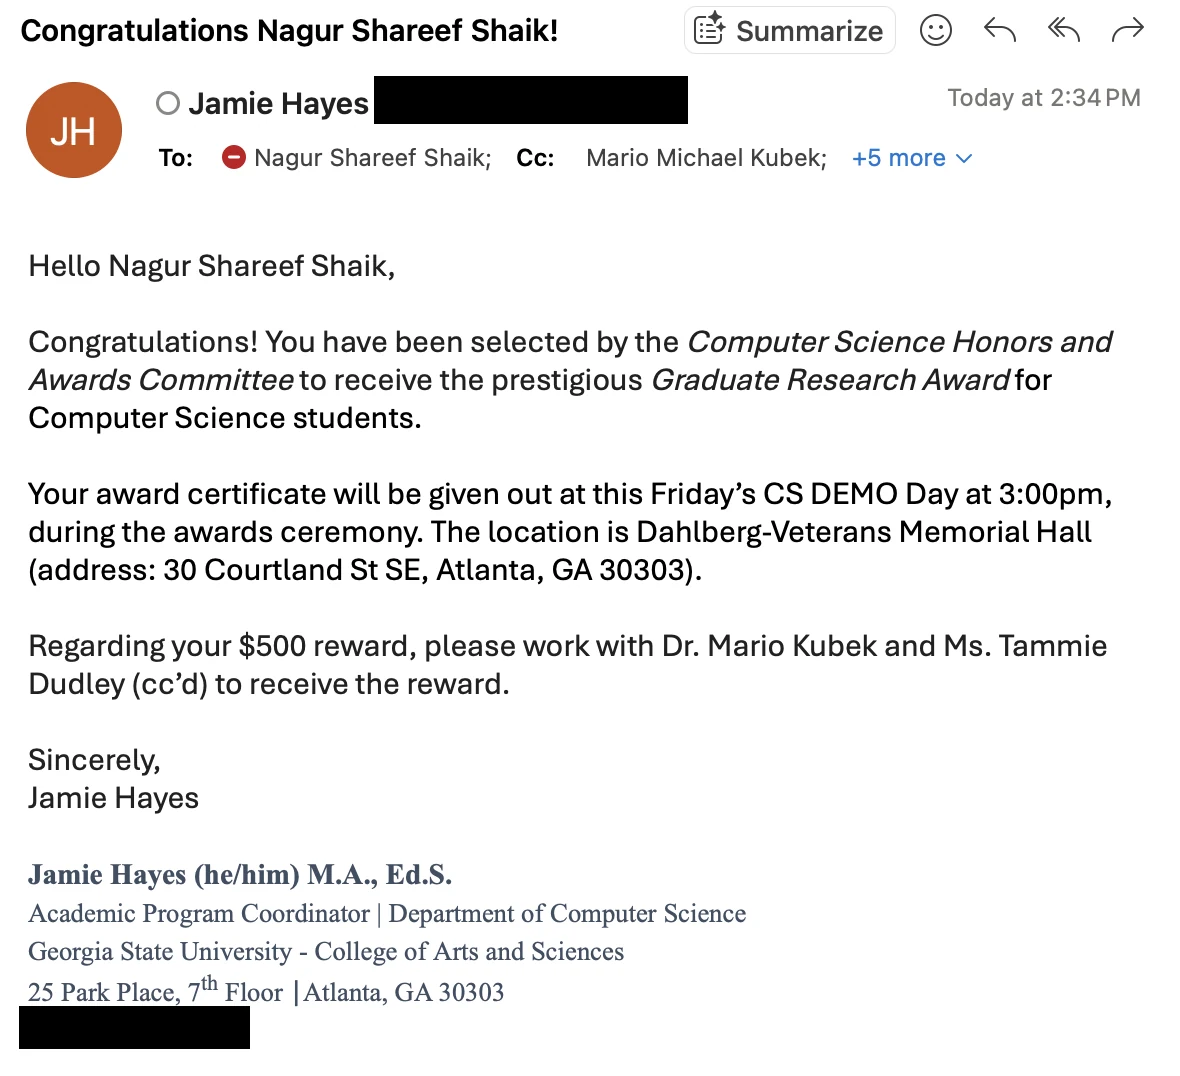 Congratulations Nagur Shareef Shaik!
Summarize
JH
Jamie Hayes
Today at 2:34 PM
To: Nagur Shareef Shaik; Cc: Mario Michael Kubek; +5 more
Hello Nagur Shareef Shaik,
Congratulations! You have been selected by the Computer Science Honors and
Awards Committee to receive the prestigious Graduate Research Award for
Computer Science students.
Your award certificate will be given out at this Friday’s CS DEMO Day at 3:00pm,
during the awards ceremony. The location is Dahlberg-Veterans Memorial Hall
(address: 30 Courtland St SE, Atlanta, GA 30303).
Regarding your $500 reward, please work with Dr. Mario Kubek and Ms. Tammie
Dudley (cc’d) to receive the reward.
Sincerely,
Jamie Hayes
Jamie Hayes (he/him) M.A., Ed.S.
Academic Program Coordinator | Department of Computer Science
Georgia State University - College of Arts and Sciences
25 Park Place, 7th Floor | Atlanta, GA 30303